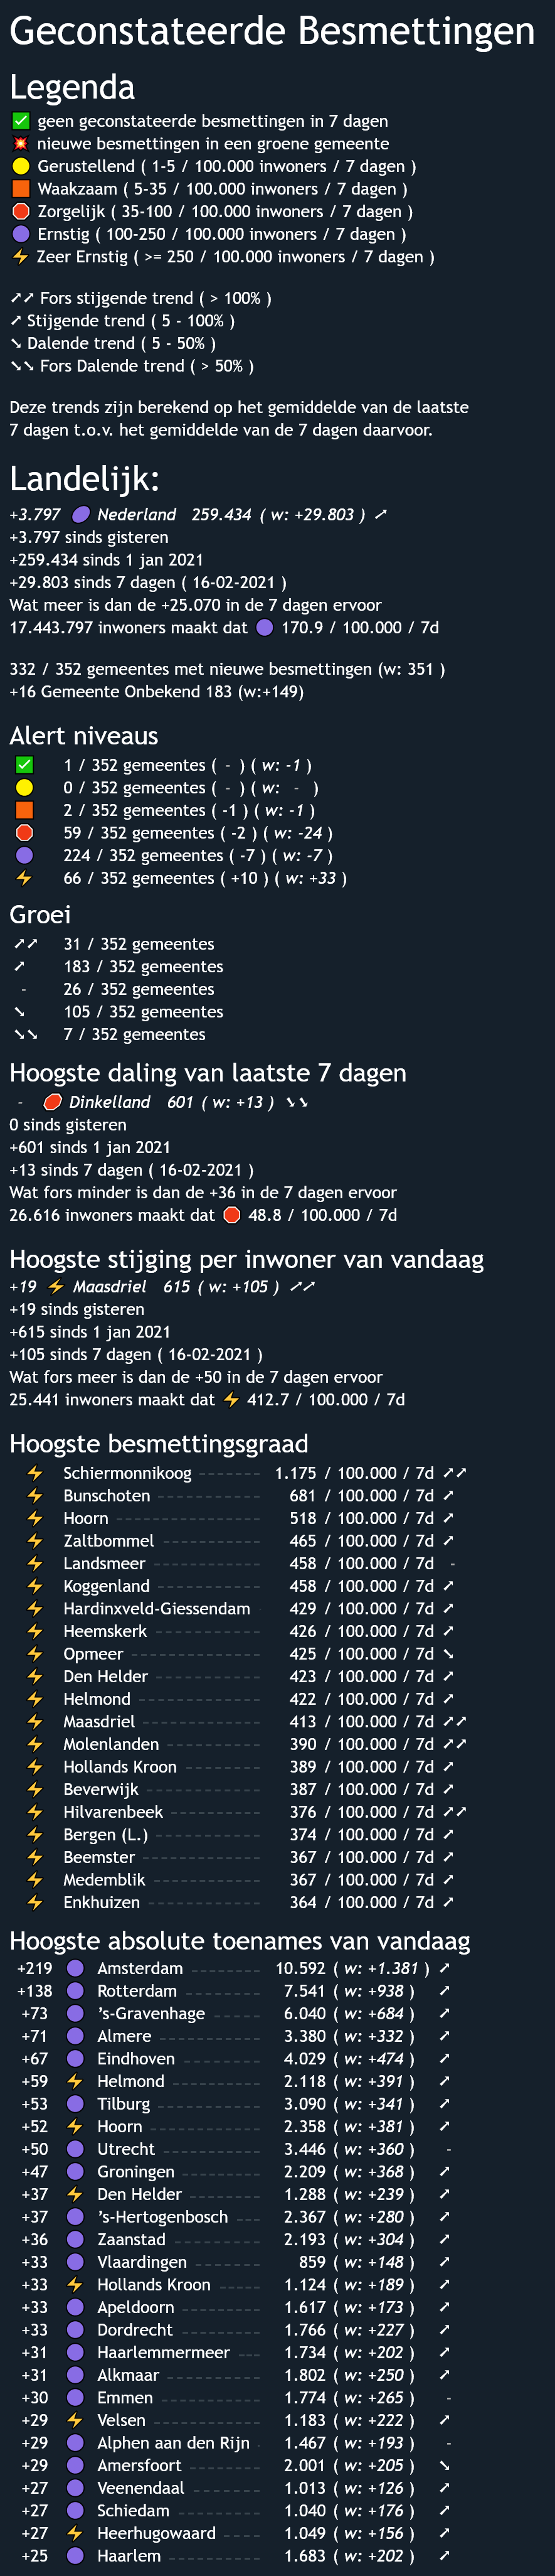 Geconstateerde Besmettingen
Legenda
✅ geen geconstateerde besmettingen in 7 dagen
💥 nieuwe besmettingen in een groene gemeente
🟡 Gerustellend ( 1-5 / 100.000 inwoners / 7 dagen )
🟧 Waakzaam ( 5-35 / 100.000 inwoners / 7 dagen )
🛑 Zorgelijk ( 35-100 / 100.000 inwoners / 7 dagen )
🟣 Ernstig ( 100-250 / 100.000 inwoners / 7 dagen )
⚡ Zeer Ernstig ( >= 250 / 100.000 inwoners / 7 dagen )
➚➚ Fors stijgende trend ( > 100% )
➚ Stijgende trend ( 5 - 100% )
➘ Dalende trend ( 5 - 50% )
➘➘ Fors Dalende trend ( > 50% )
Deze trends zijn berekend op het gemiddelde van de laatste
7 dagen t.o.v. het gemiddelde van de 7 dagen daarvoor.
Landelijk:
+3.797 🟣 Nederland 259.434 ( w: +29.803 ) ➚
+3.797 sinds gisteren
+259.434 sinds 1 jan 2021
+29.803 sinds 7 dagen ( 16-02-2021 )
Wat meer is dan de +25.070 in de 7 dagen ervoor
17.443.797 inwoners maakt dat 🟣 170.9 / 100.000 / 7d
332 / 352 gemeentes met nieuwe besmettingen (w: 351 )
+16 Gemeente Onbekend 183 (w:+149)
Alert niveaus
✅ 1 / 352 gemeentes ( - ) ( w: -1 )
🟡 0 / 352 gemeentes ( - ) ( w: - )
🟧 2 / 352 gemeentes ( -1 ) ( w: -1 )
🛑 59 / 352 gemeentes ( -2 ) ( w: -24 )
🟣 224 / 352 gemeentes ( -7 ) ( w: -7 )
⚡ 66 / 352 gemeentes ( +10 ) ( w: +33 )
Groei
➚➚ 31 / 352 gemeentes
➚ 183 / 352 gemeentes
- 26 / 352 gemeentes
➘ 105 / 352 gemeentes
➘➘ 7 / 352 gemeentes
Hoogste daling van laatste 7 dagen
- 🛑 Dinkelland 601 ( w: +13 ) ➘➘
0 sinds gisteren
+601 sinds 1 jan 2021
+13 sinds 7 dagen ( 16-02-2021 )
Wat fors minder is dan de +36 in de 7 dagen ervoor
26.616 inwoners maakt dat 🛑 48.8 / 100.000 / 7d
Hoogste stijging per inwoner van vandaag
+19 ⚡ Maasdriel 615 ( w: +105 ) ➚➚
+19 sinds gisteren
+615 sinds 1 jan 2021
+105 sinds 7 dagen ( 16-02-2021 )
Wat fors meer is dan de +50 in de 7 dagen ervoor
25.441 inwoners maakt dat ⚡ 412.7 / 100.000 / 7d
Hoogste besmettingsgraad
⚡ Schiermonnikoog 1.175 / 100.000 / 7d ➚➚
⚡ Bunschoten 681 / 100.000 / 7d ➚
⚡ Hoorn 518 / 100.000 / 7d ➚
⚡ Zaltbommel 465 / 100.000 / 7d ➚
⚡ Landsmeer 458 / 100.000 / 7d -
⚡ Koggenland 458 / 100.000 / 7d ➚
⚡ Hardinxveld-Giessendam 429 / 100.000 / 7d ➚
⚡ Heemskerk 426 / 100.000 / 7d ➚
⚡ Opmeer 425 / 100.000 / 7d ➘
⚡ Den Helder 423 / 100.000 / 7d ➚
⚡ Helmond 422 / 100.000 / 7d ➚
⚡ Maasdriel 413 / 100.000 / 7d ➚➚
⚡ Molenlanden 390 / 100.000 / 7d ➚➚
⚡ Hollands Kroon 389 / 100.000 / 7d ➚
⚡ Beverwijk 387 / 100.000 / 7d ➚
⚡ Hilvarenbeek 376 / 100.000 / 7d ➚➚
⚡ Bergen (L.) 374 / 100.000 / 7d ➚
⚡ Beemster 367 / 100.000 / 7d ➚
⚡ Medemblik 367 / 100.000 / 7d ➚
⚡ Enkhuizen 364 / 100.000 / 7d ➚
Hoogste absolute toenames van vandaag
+219 🟣 Amsterdam 10.592 ( w: +1.381 ) ➚
+138 🟣 Rotterdam 7.541 ( w: +938 ) ➚
+73 🟣 's-Gravenhage 6.040 ( w: +684 ) ➚
+71 🟣 Almere 3.380 ( w: +332 ) ➚
+67 🟣 Eindhoven 4.029 ( w: +474 ) ➚
+59 ⚡ Helmond 2.118 ( w: +391 ) ➚
+53 🟣 Tilburg 3.090 ( w: +341 ) ➚
+52 ⚡ Hoorn 2.358 ( w: +381 ) ➚
+50 🟣 Utrecht 3.446 ( w: +360 ) -
+47 🟣 Groningen 2.209 ( w: +368 ) ➚
+37 ⚡ Den Helder 1.288 ( w: +239 ) ➚
+37 🟣 's-Hertogenbosch 2.367 ( w: +280 ) ➚
+36 🟣 Zaanstad 2.193 ( w: +304 ) ➚
+33 🟣 Vlaardingen 859 ( w: +148 ) ➚
+33 ⚡ Hollands Kroon 1.124 ( w: +189 ) ➚
+33 🟣 Apeldoorn 1.617 ( w: +173 ) ➚
+33 🟣 Dordrecht 1.766 ( w: +227 ) ➚
+31 🟣 Haarlemmermeer 1.734 ( w: +202 ) ➚
+31 🟣 Alkmaar 1.802 ( w: +250 ) ➚
+30 🟣 Emmen 1.774 ( w: +265 ) -
+29 ⚡ Velsen 1.183 ( w: +222 ) ➚
+29 🟣 Alphen aan den Rijn 1.467 ( w: +193 ) -
+29 🟣 Amersfoort 2.001 ( w: +205 ) ➘
+27 🟣 Veenendaal 1.013 ( w: +126 ) ➚
+27 🟣 Schiedam 1.040 ( w: +176 ) ➚
+27 ⚡ Heerhugowaard 1.049 ( w: +156 ) ➚
+25 🟣 Haarlem 1.683 ( w: +202 ) ➚